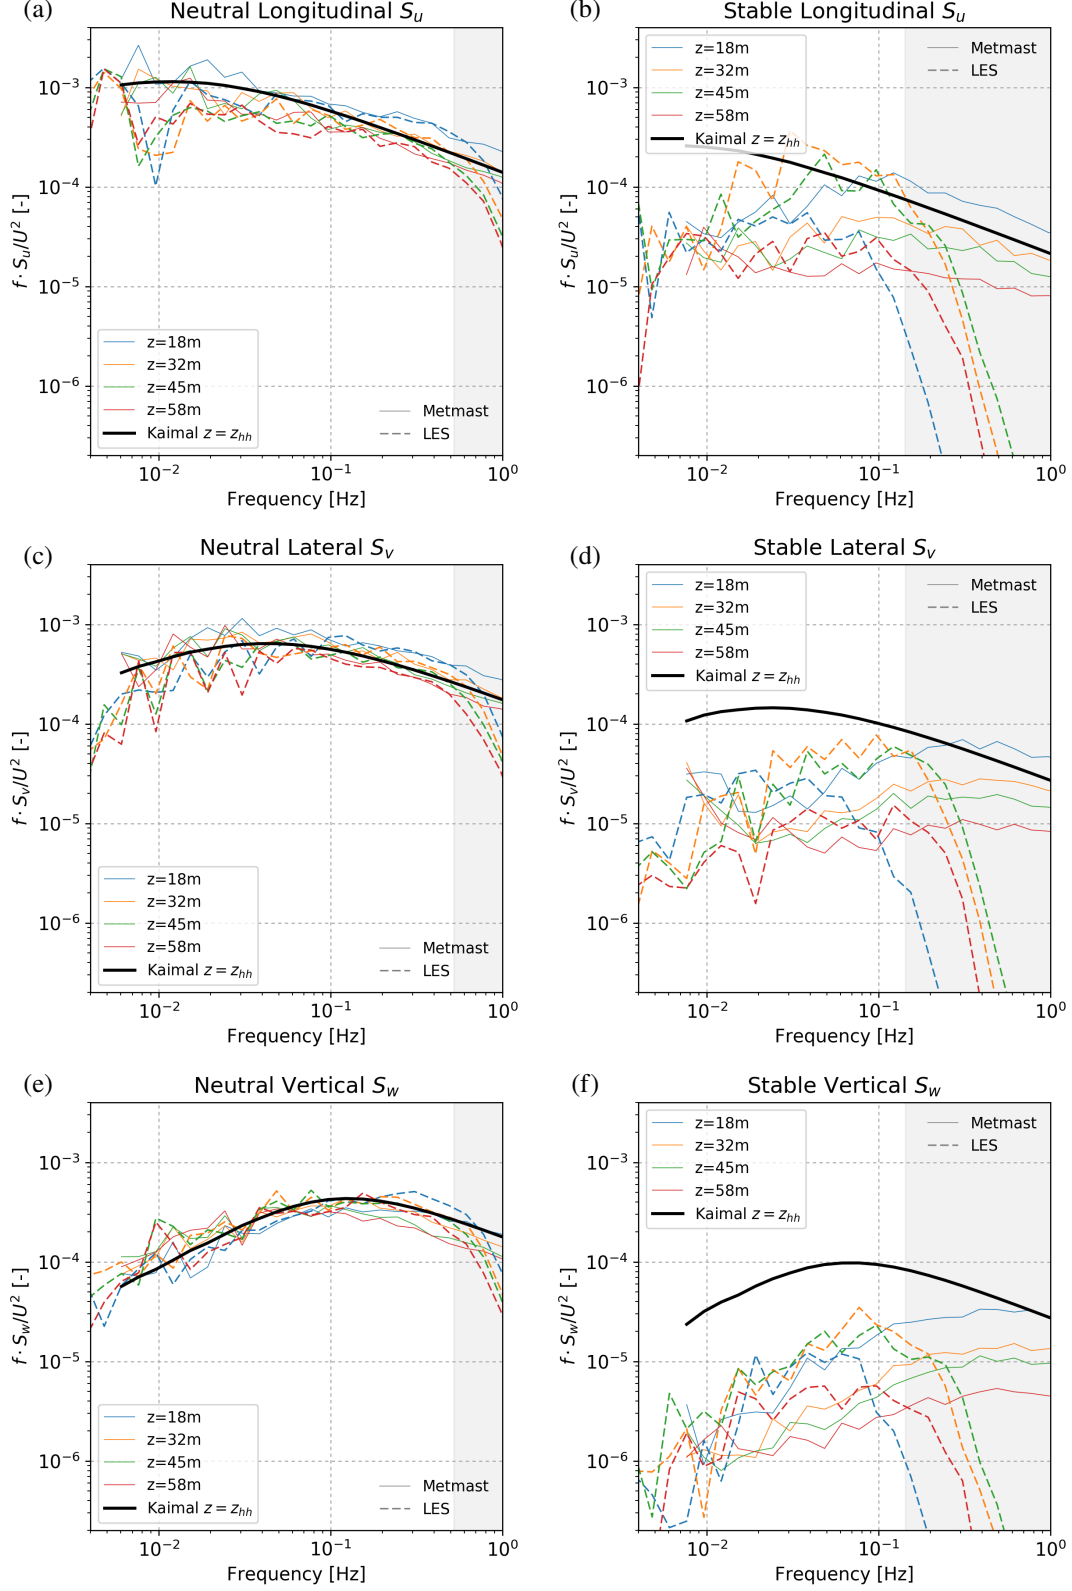 (a) Neutral Longitudinal S_u
10^-3
10^-4
10^-5
10^-6
f · S_u/U^2 [-]
z=18m
z=32m
z=45m
z=58m
Kaimal z = z_hh
Metmast
LES
10^-2 10^-1 10^0
Frequency [Hz]
(b) Stable Longitudinal S_u
10^-3
10^-4
10^-5
10^-6
f · S_u/U^2 [-]
z=18m
z=32m
z=45m
z=58m
Kaimal z = z_hh
Metmast
LES
10^-2 10^-1 10^0
Frequency [Hz]
(c) Neutral Lateral S_v
10^-3
10^-4
10^-5
10^-6
f · S_v/U^2 [-]
z=18m
z=32m
z=45m
z=58m
Kaimal z = z_hh
Metmast
LES
10^-2 10^-1 10^0
Frequency [Hz]
(d) Stable Lateral S_v
10^-3
10^-4
10^-5
10^-6
f · S_v/U^2 [-]
z=18m
z=32m
z=45m
z=58m
Kaimal z = z_hh
Metmast
LES
10^-2 10^-1 10^0
Frequency [Hz]
(e) Neutral Vertical S_w
10^-3
10^-4
10^-5
10^-6
f · S_w/U^2 [-]
z=18m
z=32m
z=45m
z=58m
Kaimal z = z_hh
Metmast
LES
10^-2 10^-1 10^0
Frequency [Hz]
(f) Stable Vertical S_w
10^-3
10^-4
10^-5
10^-6
f · S_w/U^2 [-]
z=18m
z=32m
z=45m
z=58m
Kaimal z = z_hh
Metmast
LES
10^-2 10^-1 10^0
Frequency [Hz]